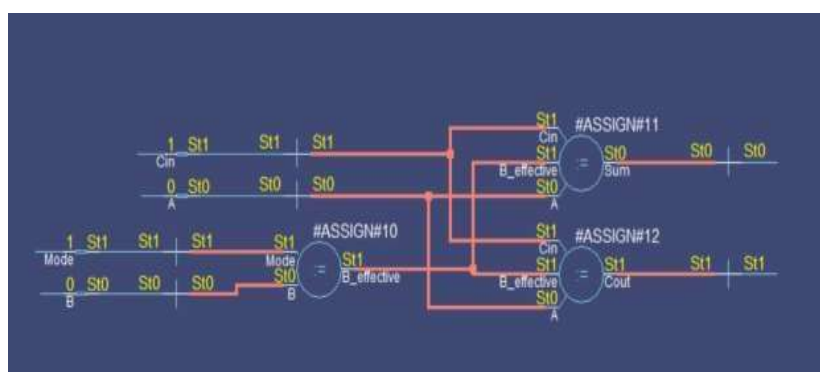 St1 #ASSIGN#11
1 St1 St1 St1 Cin
Cin St1 St0 St0 St0
B_effective Sum
0 St0 St0 St0 St0
A A
#ASSIGN#10 St1 #ASSIGN#12
1 St1 St1 St1 St1 Cin
Mode Mode St1 St1 St1 St1 St1
B_effective B_effective Cout
0 St0 St0 St0 St0 St0
B B A